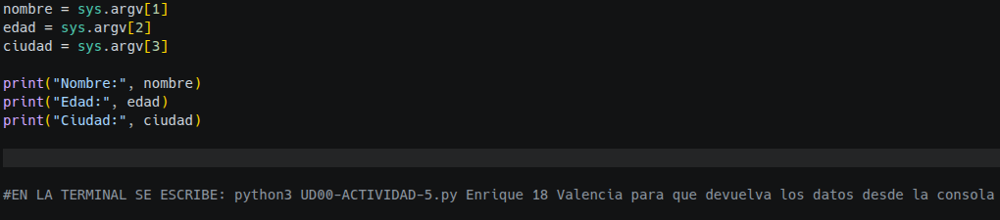 nombre = sys.argv[1]
edad = sys.argv[2]
ciudad = sys.argv[3]
print("Nombre:", nombre)
print("Edad:", edad)
print("Ciudad:", ciudad)
#EN LA TERMINAL SE ESCRIBE: python3 UD00-ACTIVIDAD-5.py Enrique 18 Valencia para que devuelva los datos desde la consola